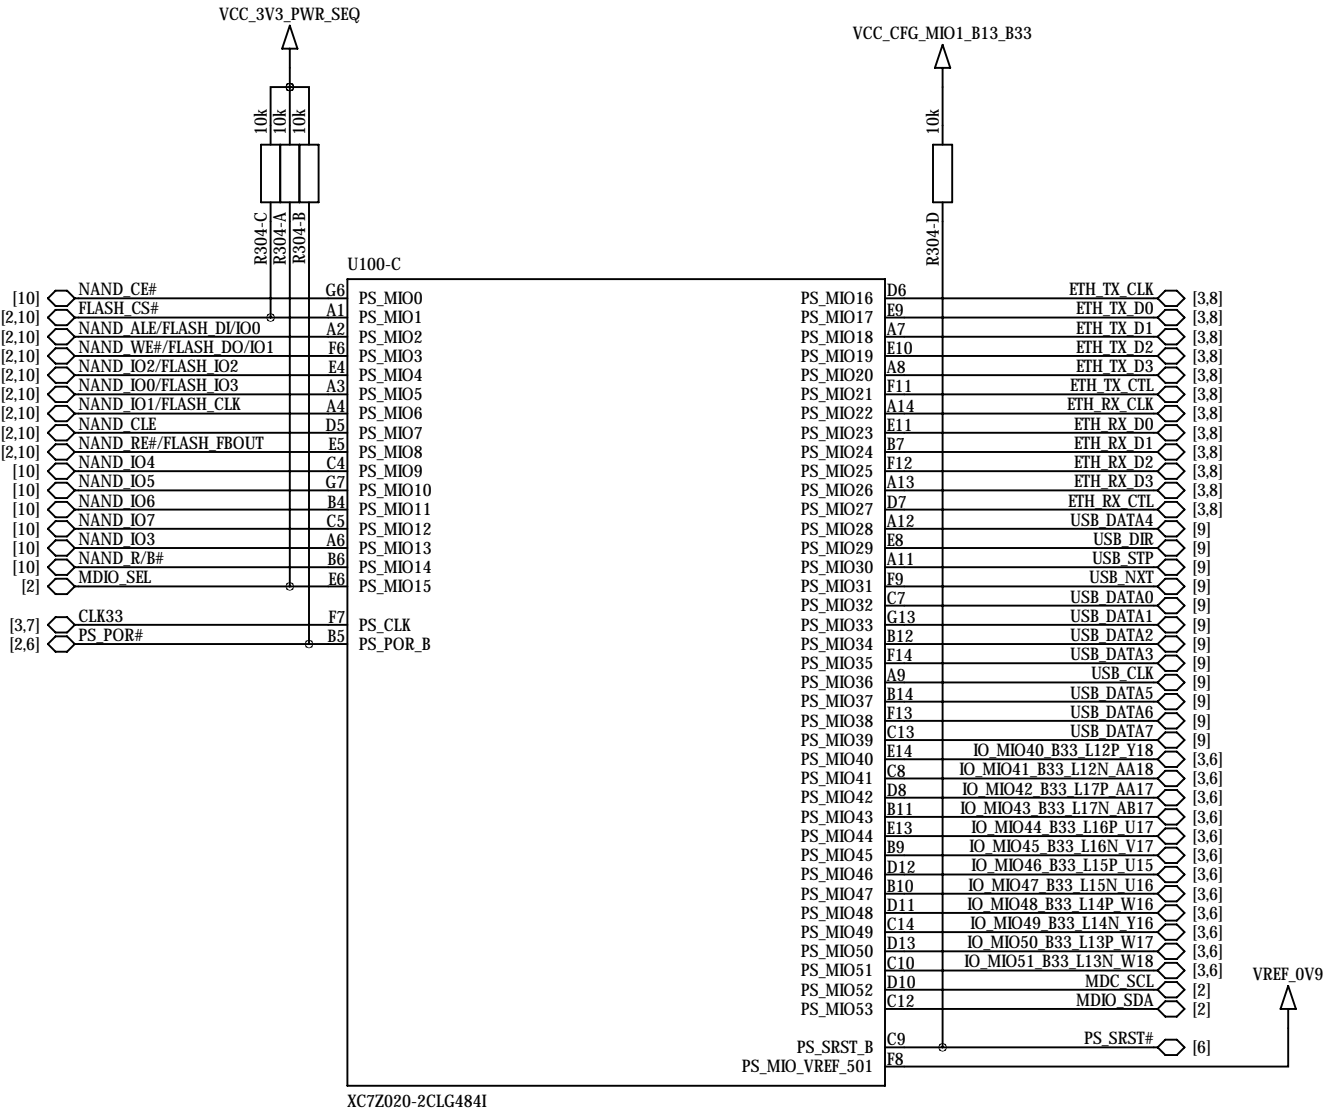 VCC_3V3_PWR_SEQ
VCC_CFG_MIO1_B13_B33
10k 10k 10k 10k
R304-C R304-A R304-B R304-D
U100-C
[10] NAND_CE# G6 PS_MIO0
[2,10] FLASH_CS# A1 PS_MIO1
[2,10] NAND_ALE/FLASH_DI/IO0 A2 PS_MIO2
[2,10] NAND_WE#/FLASH_DO/IO1 F6 PS_MIO3
[2,10] NAND_IO2/FLASH_IO2 E4 PS_MIO4
[2,10] NAND_IO0/FLASH_IO3 A3 PS_MIO5
[2,10] NAND_IO1/FLASH_CLK A4 PS_MIO6
[2,10] NAND_CLE D5 PS_MIO7
[2,10] NAND_RE#/FLASH_FBOUT E5 PS_MIO8
[10] NAND_IO4 C4 PS_MIO9
[10] NAND_IO5 G7 PS_MIO10
[10] NAND_IO6 B4 PS_MIO11
[10] NAND_IO7 C5 PS_MIO12
[10] NAND_IO3 A6 PS_MIO13
[10] NAND_R/B# B6 PS_MIO14
[2] MDIO_SEL E6 PS_MIO15
[3,7] CLK33 F7 PS_CLK
[2,6] PS_POR# B5 PS_POR_B
PS_MIO16 D6 ETH_TX_CLK [3,8]
PS_MIO17 E9 ETH_TX_D0 [3,8]
PS_MIO18 A7 ETH_TX_D1 [3,8]
PS_MIO19 E10 ETH_TX_D2 [3,8]
PS_MIO20 A8 ETH_TX_D3 [3,8]
PS_MIO21 F11 ETH_TX_CTL [3,8]
PS_MIO22 A14 ETH_RX_CLK [3,8]
PS_MIO23 E11 ETH_RX_D0 [3,8]
PS_MIO24 B7 ETH_RX_D1 [3,8]
PS_MIO25 F12 ETH_RX_D2 [3,8]
PS_MIO26 A13 ETH_RX_D3 [3,8]
PS_MIO27 D7 ETH_RX_CTL [3,8]
PS_MIO28 A12 USB_DATA4 [9]
PS_MIO29 E8 USB_DIR [9]
PS_MIO30 A11 USB_STP [9]
PS_MIO31 F9 USB_NXT [9]
PS_MIO32 C7 USB_DATA0 [9]
PS_MIO33 G13 USB_DATA1 [9]
PS_MIO34 B12 USB_DATA2 [9]
PS_MIO35 F14 USB_DATA3 [9]
PS_MIO36 A9 USB_CLK [9]
PS_MIO37 B14 USB_DATA5 [9]
PS_MIO38 F13 USB_DATA6 [9]
PS_MIO39 C13 USB_DATA7 [9]
PS_MIO40 E14 IO_MIO40_B33_L12P_Y18 [3,6]
PS_MIO41 C8 IO_MIO41_B33_L12N_AA18 [3,6]
PS_MIO42 D8 IO_MIO42_B33_L17P_AA17 [3,6]
PS_MIO43 B11 IO_MIO43_B33_L17N_AB17 [3,6]
PS_MIO44 E13 IO_MIO44_B33_L16P_U17 [3,6]
PS_MIO45 B9 IO_MIO45_B33_L16N_V17 [3,6]
PS_MIO46 D12 IO_MIO46_B33_L15P_U15 [3,6]
PS_MIO47 B10 IO_MIO47_B33_L15N_U16 [3,6]
PS_MIO48 D11 IO_MIO48_B33_L14P_W16 [3,6]
PS_MIO49 C14 IO_MIO49_B33_L14N_Y16 [3,6]
PS_MIO50 D13 IO_MIO50_B33_L13P_W17 [3,6]
PS_MIO51 C10 IO_MIO51_B33_L13N_W18 [3,6]
PS_MIO52 D10 MDC_SCL [2]
PS_MIO53 C12 MDIO_SDA [2]
VREF_0V9
PS_SRST_B C9 PS_SRST# [6]
PS_MIO_VREF_501 F8
XC7Z020-2CLG484I